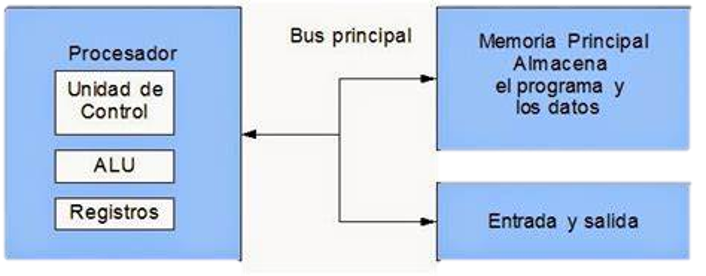 Procesador
Unidad de
Control
ALU
Registros
Bus principal
Memoria Principal
Almacena
el programa y
los datos
Entrada y salida